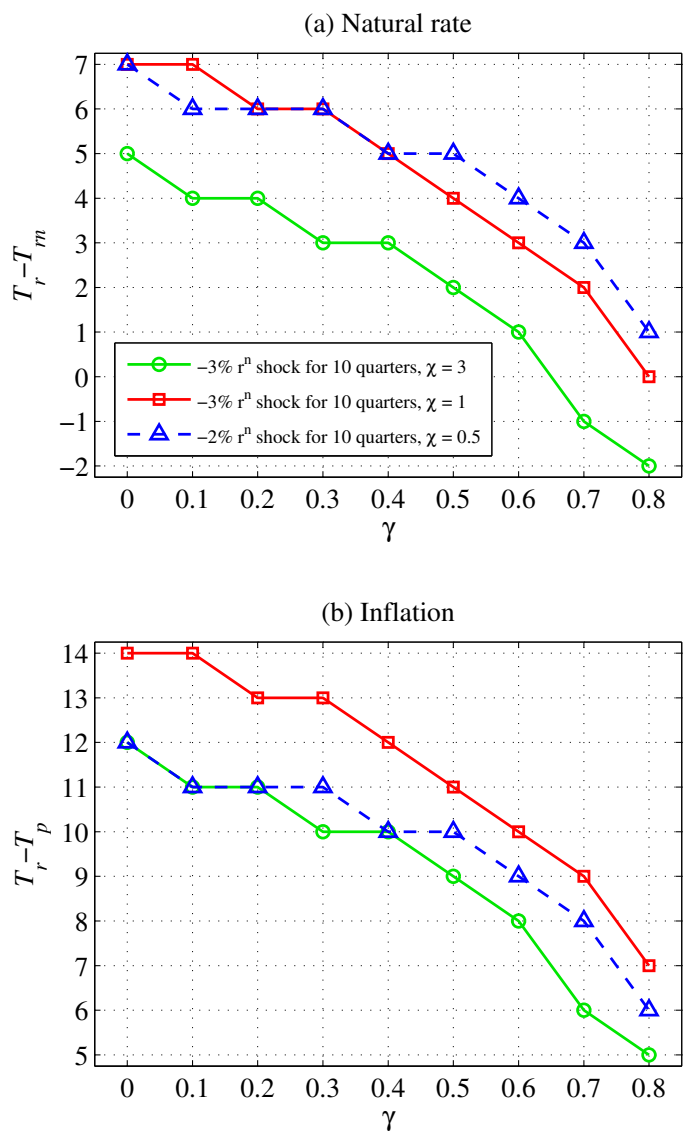 (a) Natural rate
7
6
5
4
3
2
1
0
−1
−2
T_r−T_rn
−3% rⁿ shock for 10 quarters, χ = 3
−3% rⁿ shock for 10 quarters, χ = 1
−2% rⁿ shock for 10 quarters, χ = 0.5
0 0.1 0.2 0.3 0.4 0.5 0.6 0.7 0.8
γ
(b) Inflation
14
13
12
11
10
9
8
7
6
5
T_r−T_p
0 0.1 0.2 0.3 0.4 0.5 0.6 0.7 0.8
γ